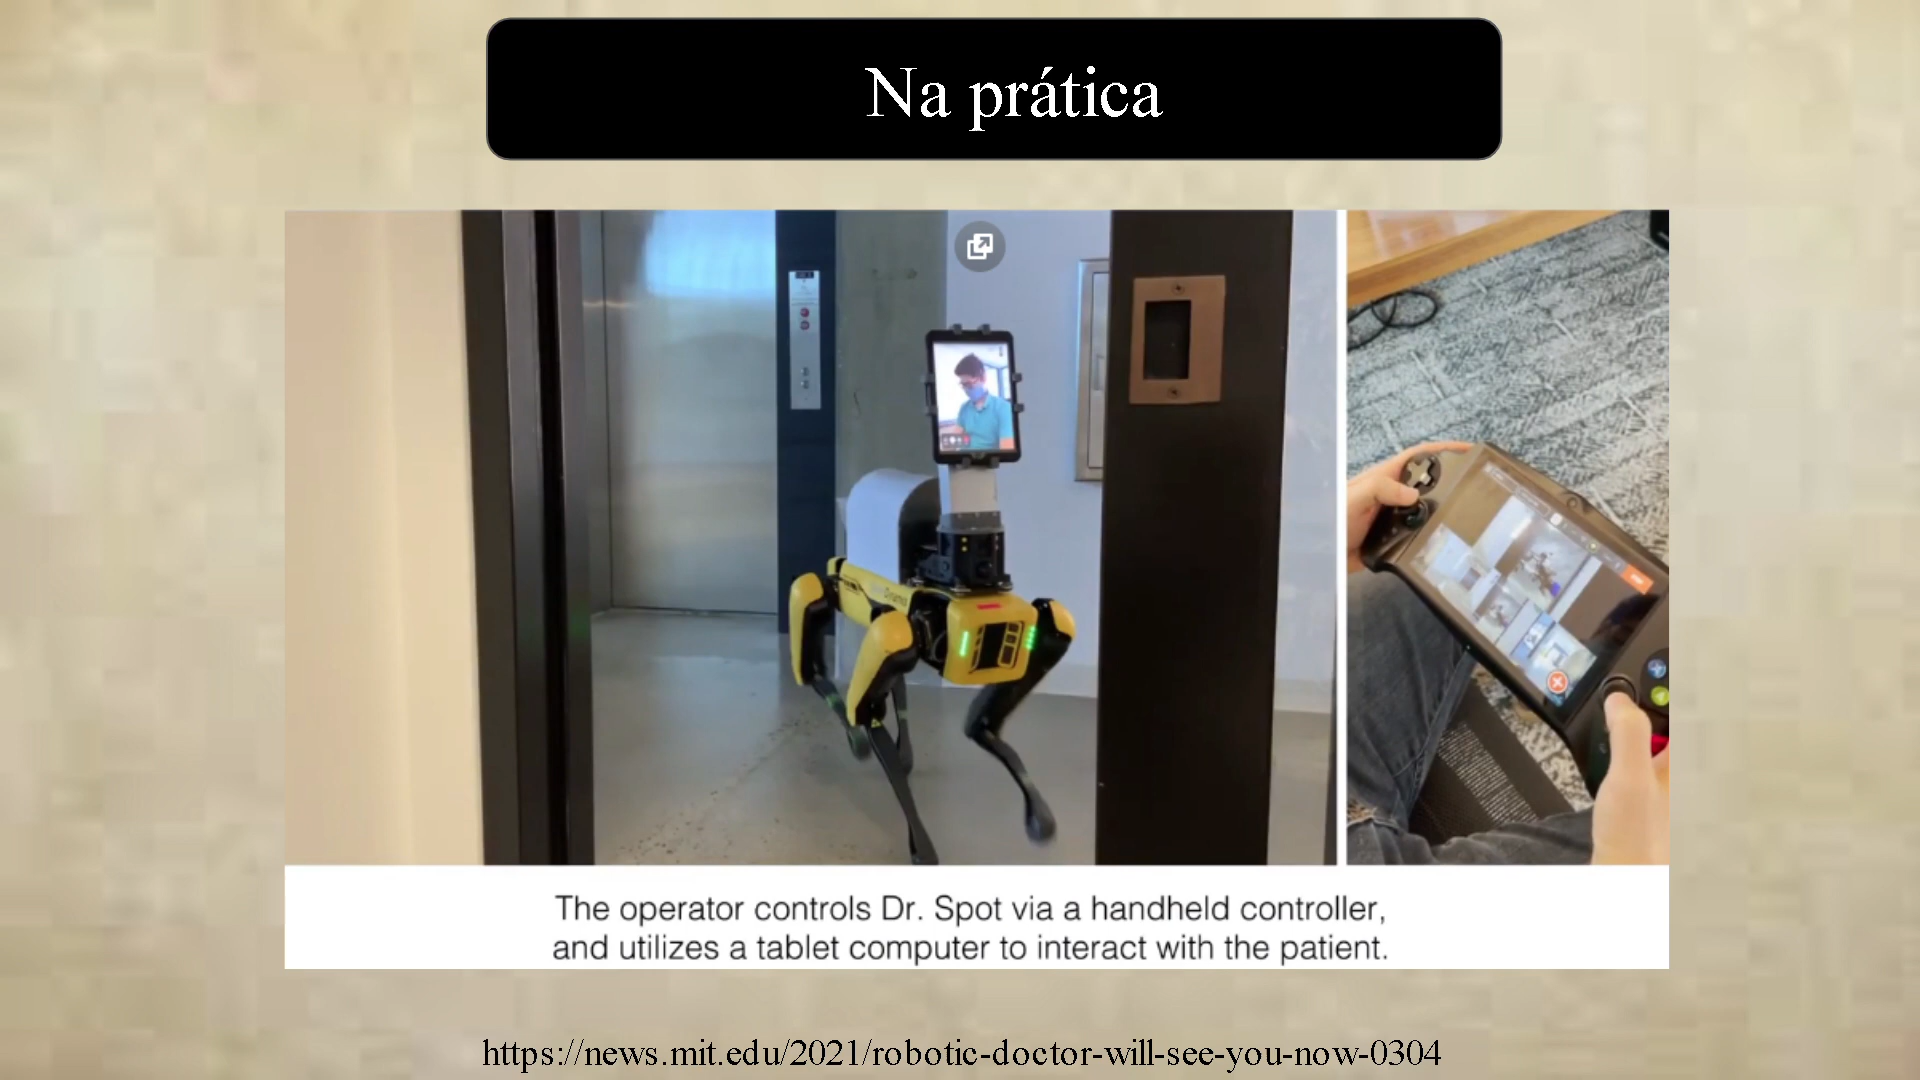 Na prática
The operator controls Dr. Spot via a handheld controller,
and utilizes a tablet computer to interact with the patient.
https://news.mit.edu/2021/robotic-doctor-will-see-you-now-0304